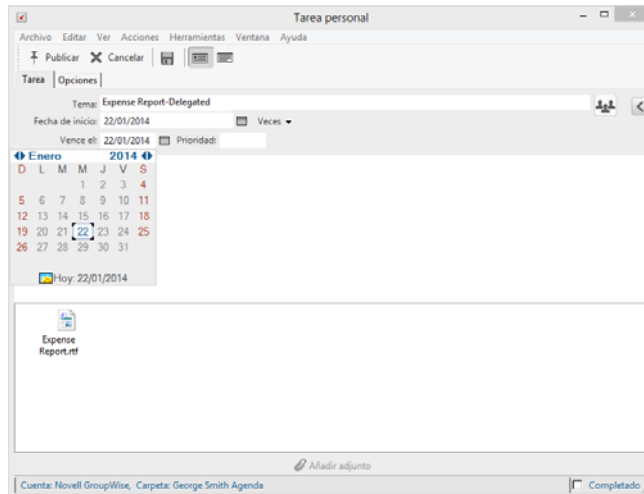 Tarea personal
Archivo Editar Ver Acciones Herramientas Ventana Ayuda
Publicar Cancelar
Tarea Opciones
Tema: Expense Report-Delegated
Fecha de inicio: 22/01/2014 Veces
Vence el: 22/01/2014 Prioridad:
Enero 2014
D L M M J V S
1 2 3 4
5 6 7 8 9 10 11
12 13 14 15 16 17 18
19 20 21 22 23 24 25
26 27 28 29 30 31
Hoy: 22/01/2014
Expense
Report.rtf
Añadir adjunto
Cuenta: Novell GroupWise, Carpeta: George Smith Agenda Completado